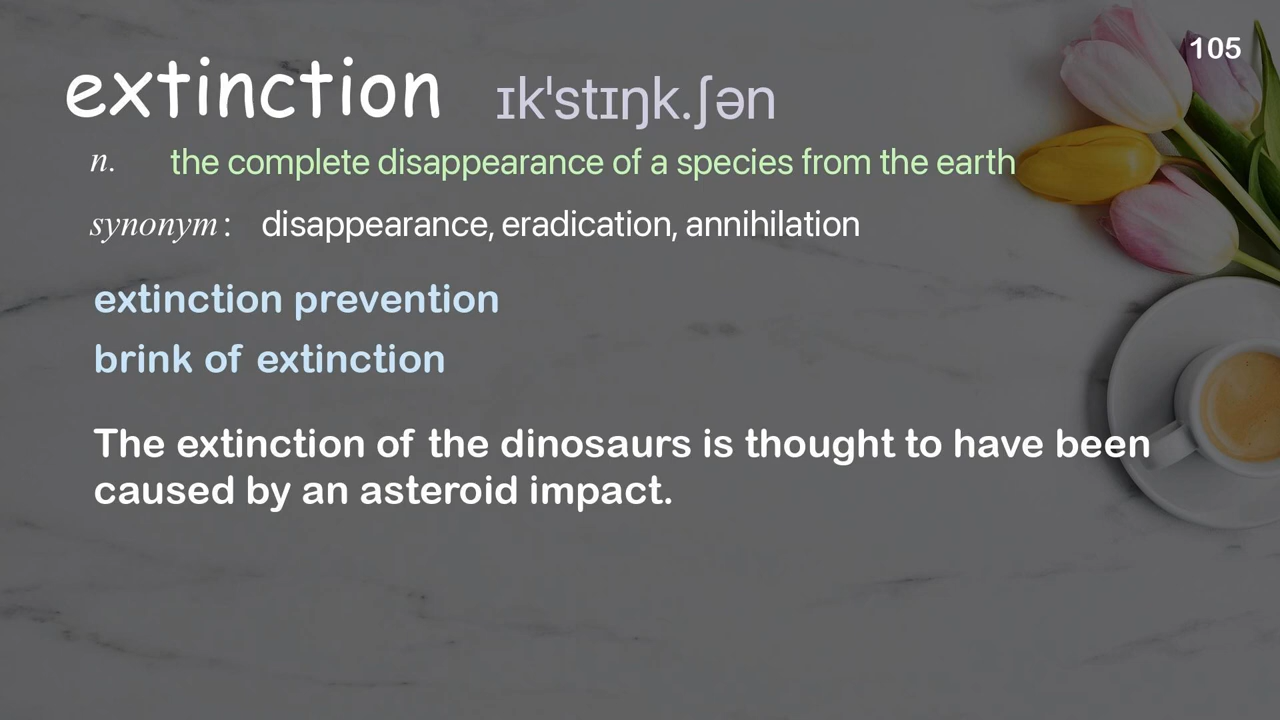 105
extinction ɪkˈstɪŋk.ʃən
n. the complete disappearance of a species from the earth
synonym: disappearance, eradication, annihilation
extinction prevention
brink of extinction
The extinction of the dinosaurs is thought to have been
caused by an asteroid impact.